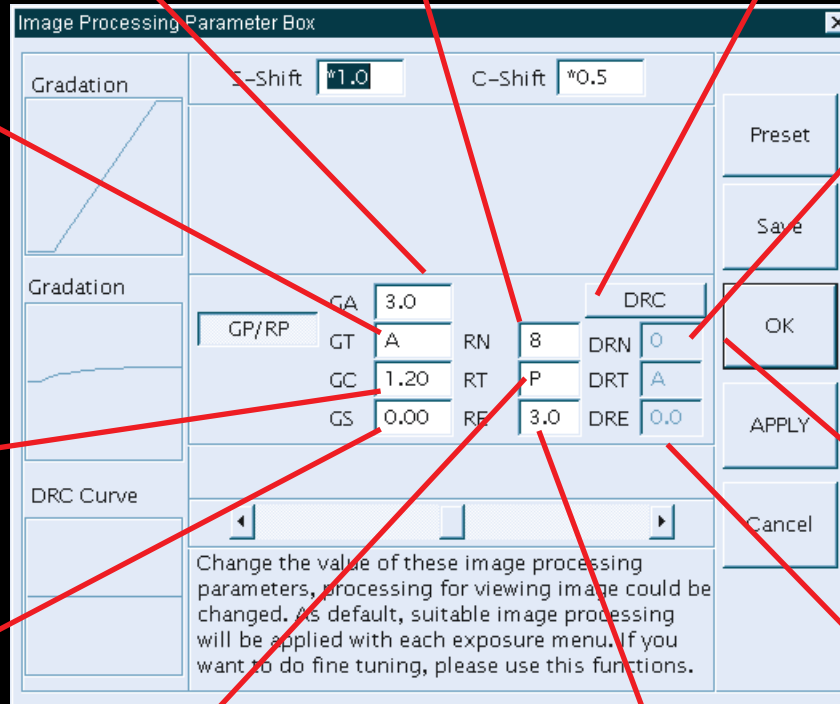 Image Processing Parameter Box
Gradation
S-Shift *1.0 C-Shift *0.5
Preset
Save
Gradation
GA 3.0 DRC
GP/RP GT A RN 8 DRN 0
OK
GC 1.20 RT P DRT A
GS 0.00 RE 3.0 DRE 0.0
APPLY
DRC Curve
Cancel
Change the value of these image processing
parameters, processing for viewing image could be
changed. As default, suitable image processing
will be applied with each exposure menu. If you
want to do fine tuning, please use this functions.